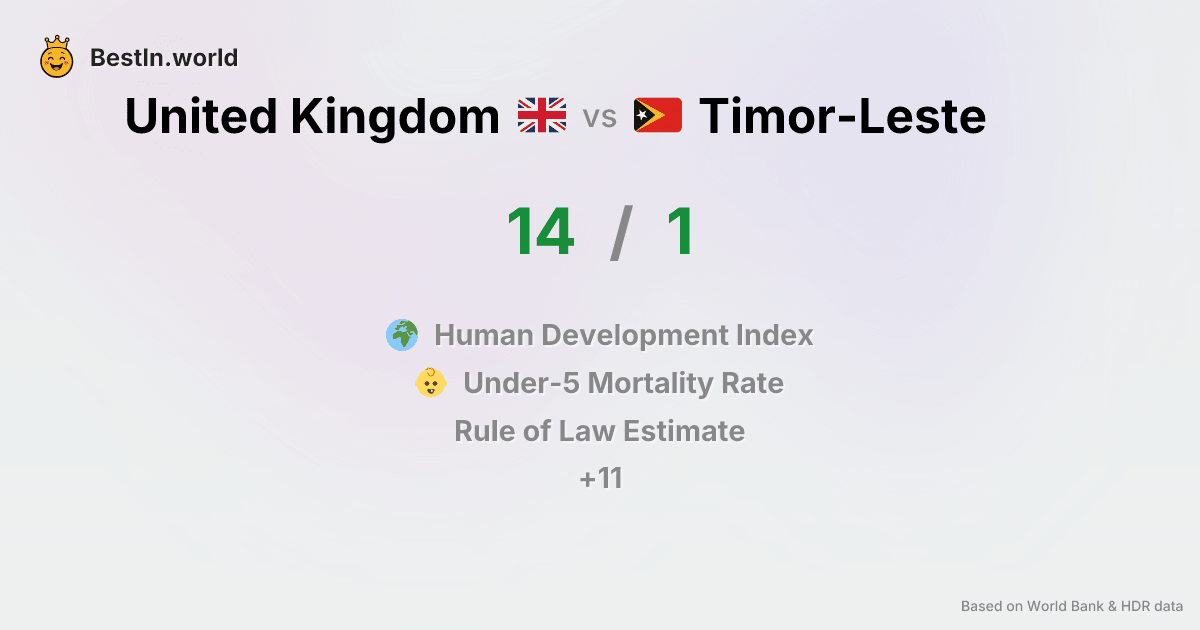 BestIn.world
United Kingdom vs Timor-Leste
14 / 1
Human Development Index
Under-5 Mortality Rate
Rule of Law Estimate
+11
Based on World Bank & HDR data